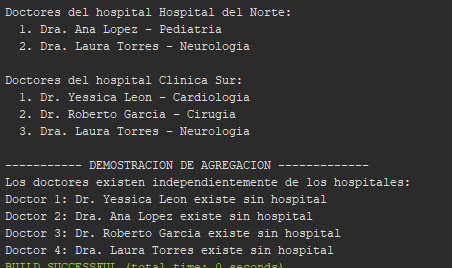 Doctores del hospital Hospital del Norte:
1. Dra. Ana Lopez - Pediatria
2. Dra. Laura Torres - Neurologia
Doctores del hospital Clinica Sur:
1. Dr. Yessica Leon - Cardiologia
2. Dr. Roberto Garcia - Cirugia
3. Dra. Laura Torres - Neurologia
----------- DEMOSTRACION DE AGREGACION -------------
Los doctores existen independientemente de los hospitales:
Doctor 1: Dr. Yessica Leon existe sin hospital
Doctor 2: Dra. Ana Lopez existe sin hospital
Doctor 3: Dr. Roberto Garcia existe sin hospital
Doctor 4: Dra. Laura Torres existe sin hospital
BUILD SUCCESSFUL (total time: 0 seconds)